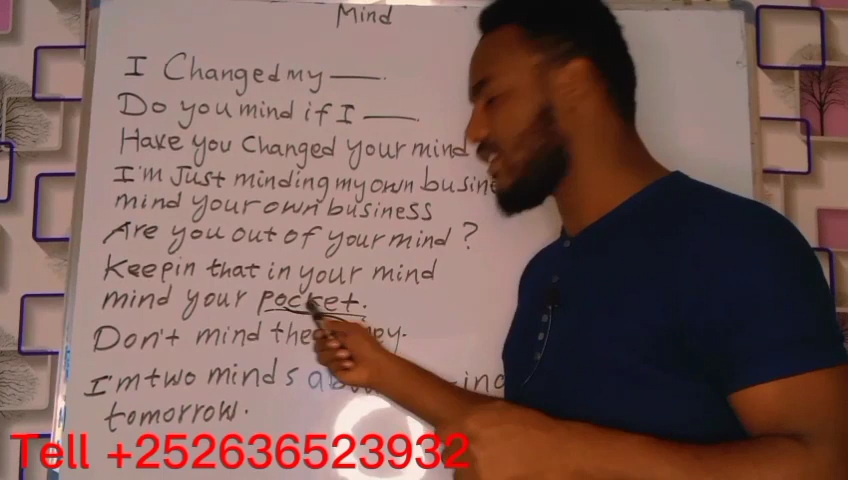 Mind
I Changed my ___.
Do you mind if I ___.
Have you Changed your mind
I'm Just minding my own busine
mind your own business
Are you out of your mind ?
Keepin that in your mind
mind your pocket.
Don't mind the
I'm two minds
tomorrow.
Tell +252636523932